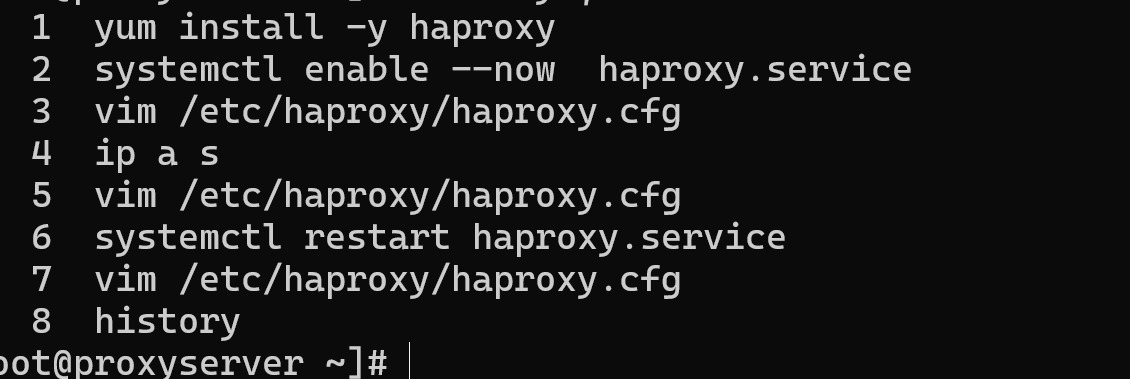 1 yum install -y haproxy
2 systemctl enable --now  haproxy.service
3 vim /etc/haproxy/haproxy.cfg
4 ip a s
5 vim /etc/haproxy/haproxy.cfg
6 systemctl restart haproxy.service
7 vim /etc/haproxy/haproxy.cfg
8 history
oot@proxyserver ~]#